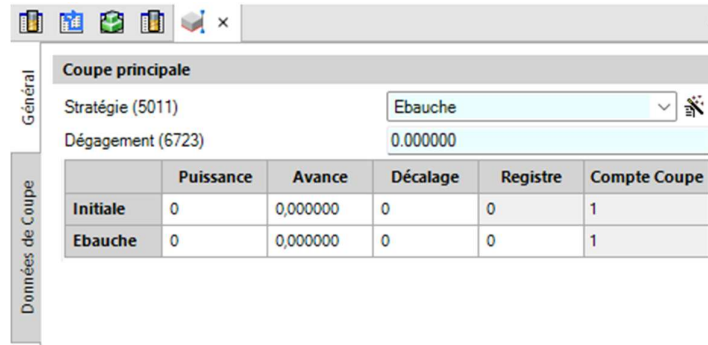 Coupe principale
Stratégie (5011) Ebauche
Dégagement (6723) 0.000000
Puissance Avance Décalage Registre Compte Coupe
Initiale 0 0,000000 0 0 1
Ebauche 0 0,000000 0 0 1
Général
Données de Coupe